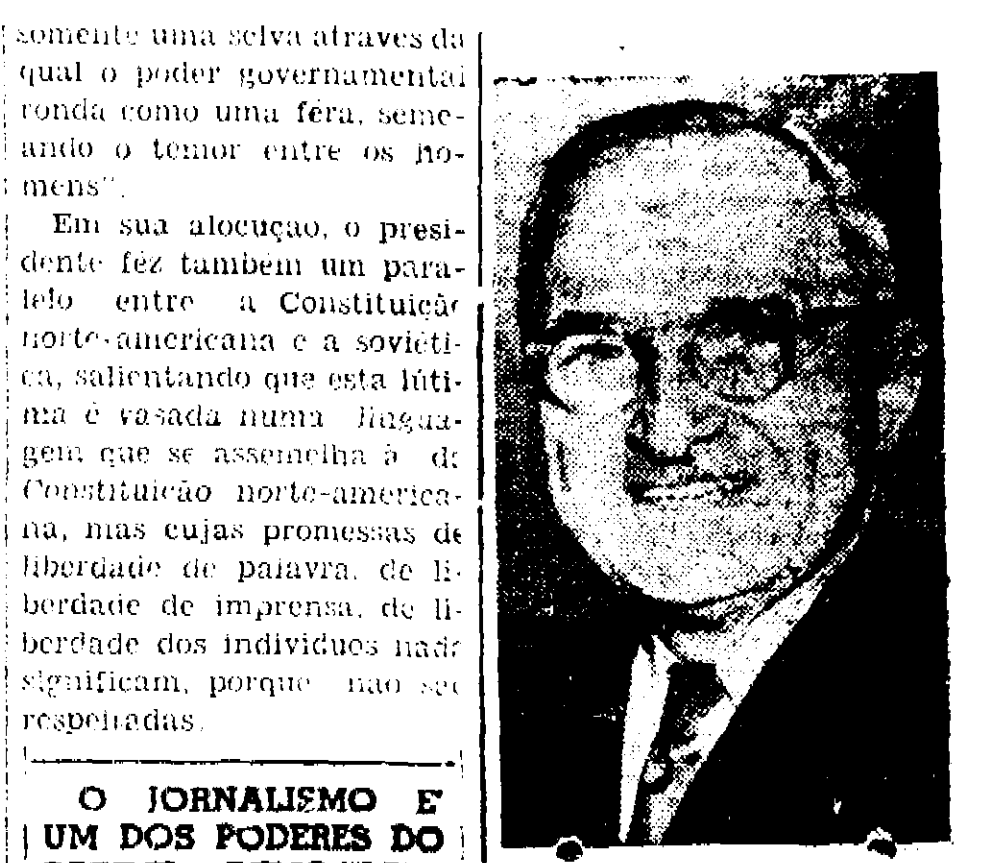 somente uma selva atraves da
qual o poder governamental
ronda como uma féra, seme-
ando o temor entre os ho-
mens".
Em sua alocução, o presi-
dente fez também um para-
lelo entre a Constituição
norte-americana e a soviéti-
ca, salientando que esta lúti-
ma é vasada numa lingua-
gem que se assemelha à da
Constituição norte-america-
na, mas cujas promessas de
liberdade de palavra, de li-
berdade de imprensa, de li-
berdade dos individuos nada
significam, porque não são
respeitadas.
O JORNALISMO E'
UM DOS PODERES DO